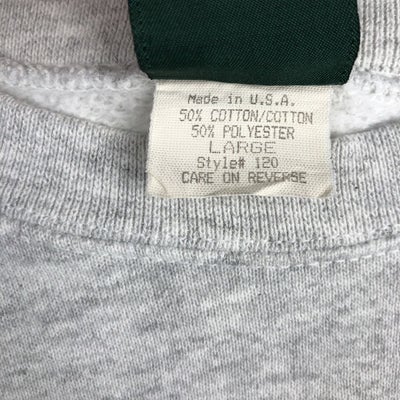 Made in U.S.A.
50% COTTON/COTTON
50% POLYESTER
LARGE
Style# 120
CARE ON REVERSE